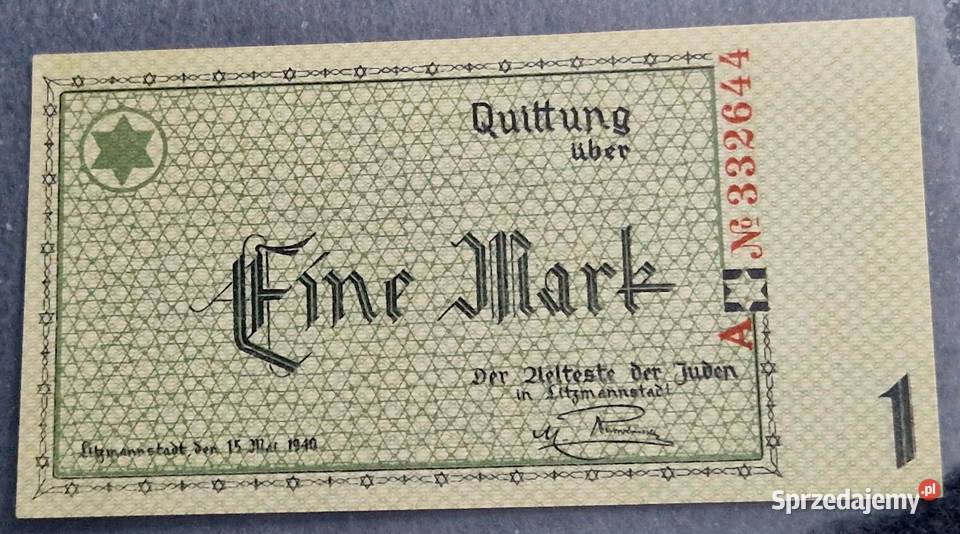 Quittung
über
Eine Mark
Der Aelteste der Juden
in Litzmannstadt
Litzmannstadt, den 15. Mai 1940
A № 332644
1
Sprzedajemy.pl